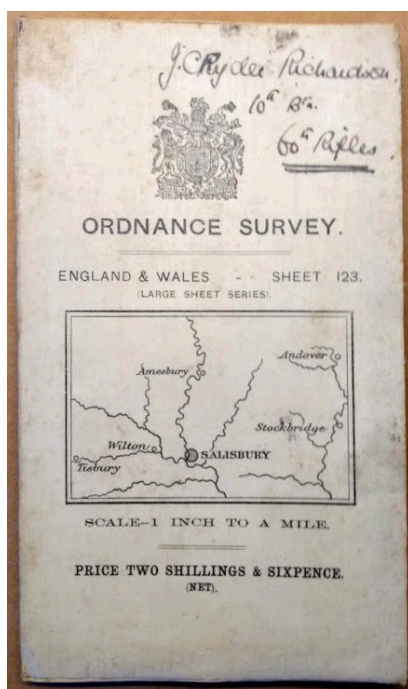 J.C Ryder Richardson.
10th Bn.
60th Rifles.
ORDNANCE SURVEY.
ENGLAND & WALES - SHEET 123.
(LARGE SHEET SERIES).
Andover
Amesbury
Stockbridge
Wilton
SALISBURY
Tisbury
SCALE—1 INCH TO A MILE.
PRICE TWO SHILLINGS & SIXPENCE.
(NET).